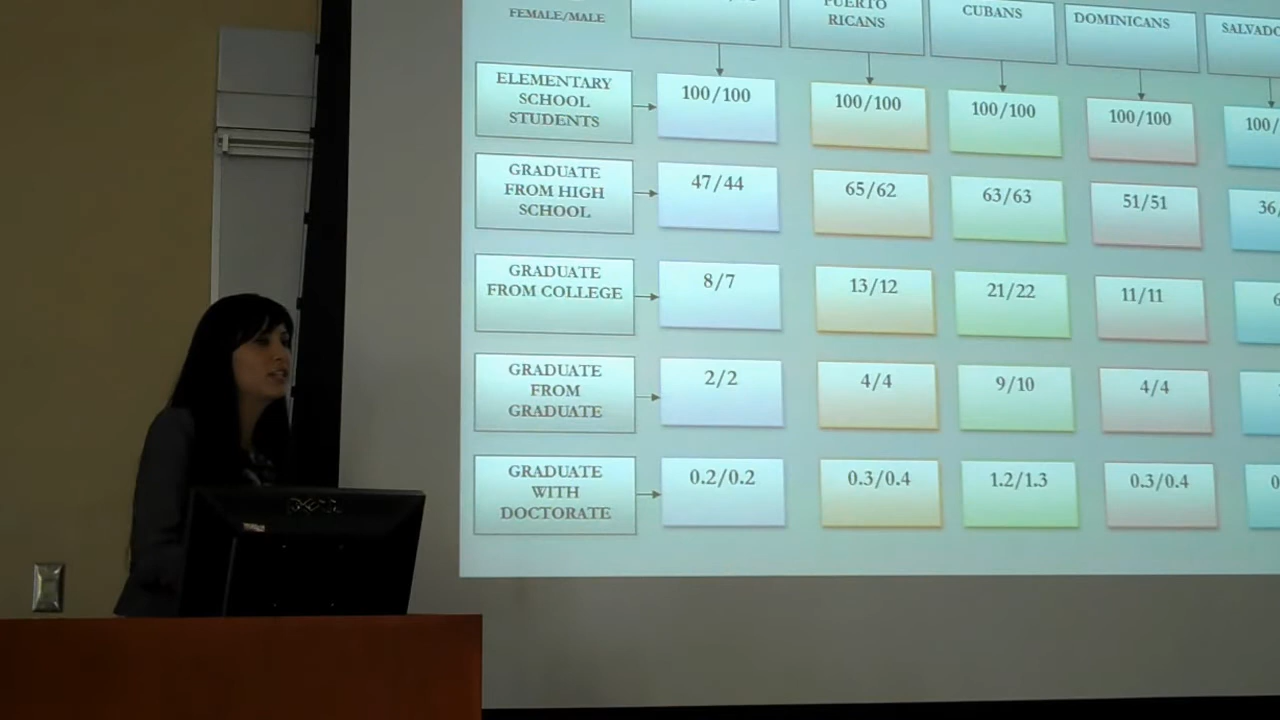 FEMALE/MALE
PUERTO
RICANS
CUBANS
DOMINICANS
ELEMENTARY
SCHOOL
STUDENTS
100/100
100/100
100/100
100/100
100/
GRADUATE
FROM HIGH
SCHOOL
47/44
65/62
63/63
51/51
36/
GRADUATE
FROM COLLEGE
8/7
13/12
21/22
11/11
6
GRADUATE
FROM
GRADUATE
2/2
4/4
9/10
4/4
GRADUATE
WITH
DOCTORATE
0.2/0.2
0.3/0.4
1.2/1.3
0.3/0.4
0
DELL